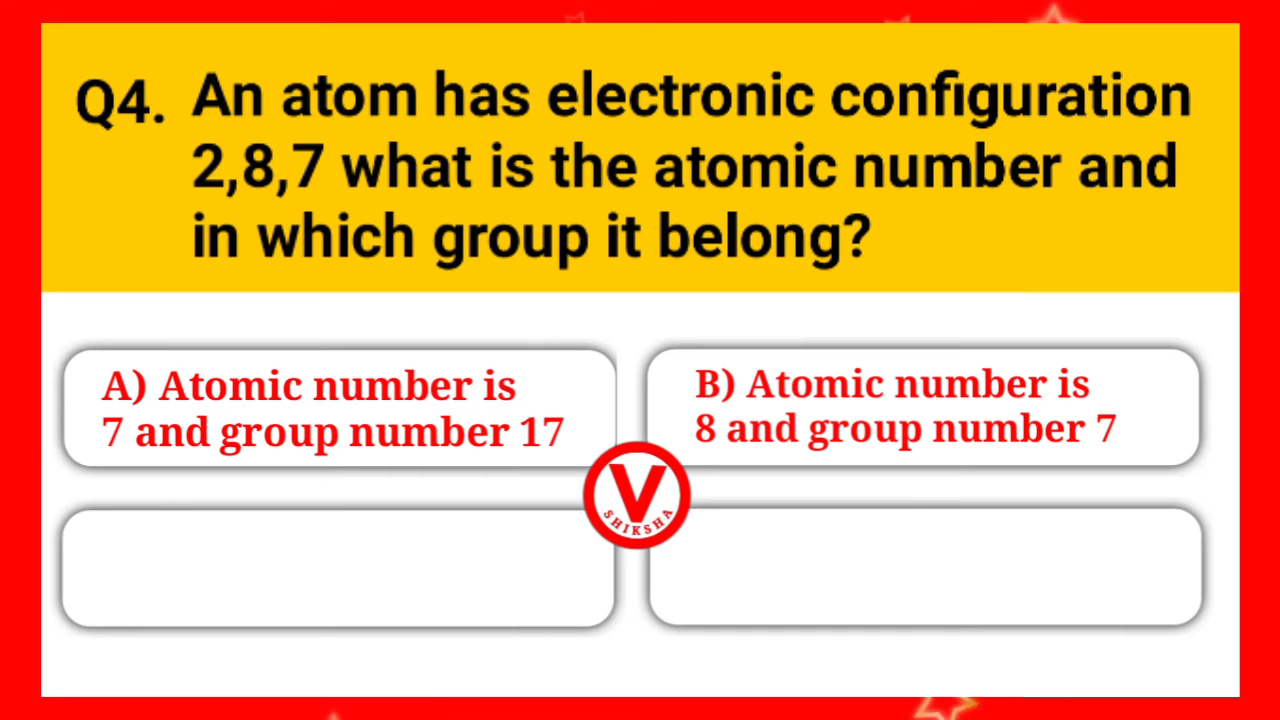 Q4. An atom has electronic configuration
2,8,7 what is the atomic number and
in which group it belong?
A) Atomic number is
7 and group number 17
B) Atomic number is
8 and group number 7
V
SHIKSHA